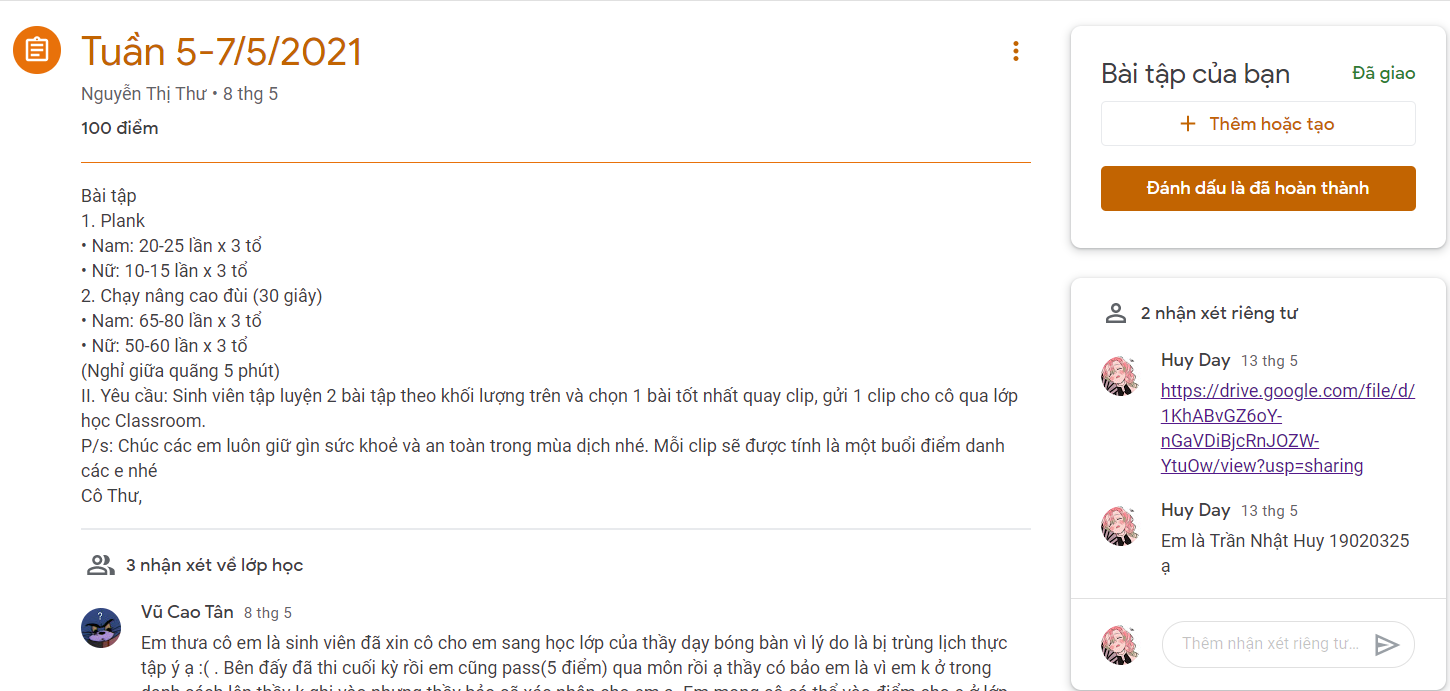 Tuần 5-7/5/2021
Nguyễn Thị Thư • 8 thg 5
100 điểm
Bài tập
1. Plank
• Nam: 20-25 lần x 3 tổ
• Nữ: 10-15 lần x 3 tổ
2. Chạy nâng cao đùi (30 giây)
• Nam: 65-80 lần x 3 tổ
• Nữ: 50-60 lần x 3 tổ
(Nghỉ giữa quãng 5 phút)
II. Yêu cầu: Sinh viên tập luyện 2 bài tập theo khối lượng trên và chọn 1 bài tốt nhất quay clip, gửi 1 clip cho cô qua lớp
học Classroom.
P/s: Chúc các em luôn giữ gìn sức khoẻ và an toàn trong mùa dịch nhé. Mỗi clip sẽ được tính là một buổi điểm danh
các e nhé
Cô Thư,
3 nhận xét về lớp học
Vũ Cao Tân 8 thg 5
Em thưa cô em là sinh viên đã xin cô cho em sang học lớp của thầy dạy bóng bàn vì lý do là bị trùng lịch thực
tập ý ạ :( . Bên đấy đã thi cuối kỳ rồi em cũng pass(5 điểm) qua môn rồi ạ thầy có bảo em là vì em k ở trong
Bài tập của bạn
Đã giao
+ Thêm hoặc tạo
Đánh dấu là đã hoàn thành
2 nhận xét riêng tư
Huy Day 13 thg 5
https://drive.google.com/file/d/
1KhABvGZ6oY-
nGaVDiBjcRnJOZW-
YtuOw/view?usp=sharing
Huy Day 13 thg 5
Em là Trần Nhật Huy 19020325
ạ
Thêm nhận xét riêng tư...